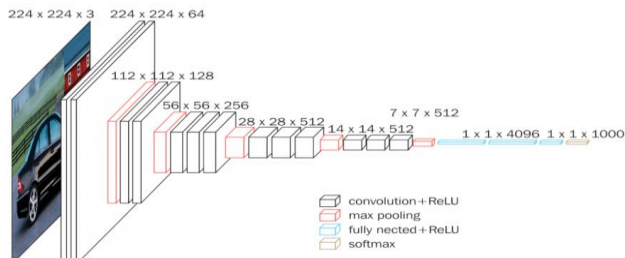 224 x 224 x 3
224 x 224 x 64
112 x 112 x 128
56 x 56 x 256
28 x 28 x 512
14 x 14 x 512
7 x 7 x 512
1 x 1 x 4096
1 x 1 x 1000
convolution+ReLU
max pooling
fully nected+ReLU
softmax